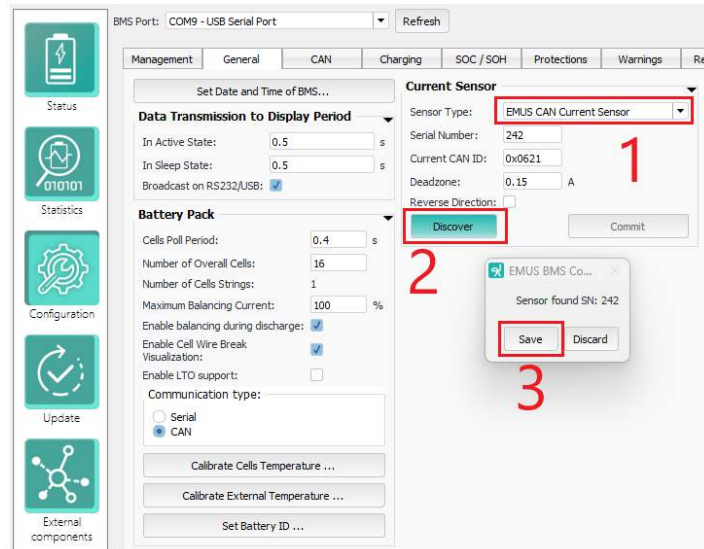 BMS Port: COM9 - USB Serial Port Refresh
Management General CAN Charging SOC / SOH Protections Warnings Re
Status
010101
Statistics
Configuration
Update
External
components
Set Date and Time of BMS...
Data Transmission to Display Period
In Active State: 0.5 s
In Sleep State: 0.5 s
Broadcast on RS232/USB:
Battery Pack
Cells Poll Period: 0.4 s
Number of Overall Cells: 16
Number of Cells Strings: 1
Maximum Balancing Current: 100 %
Enable balancing during discharge:
Enable Cell Wire Break
Visualization:
Enable LTO support:
Communication type:
Serial
CAN
Calibrate Cells Temperature ...
Calibrate External Temperature ...
Set Battery ID ...
Current Sensor
Sensor Type: EMUS CAN Current Sensor
1
Serial Number: 242
Current CAN ID: 0x0621
Deadzone: 0.15 A
Reverse Direction:
Discover Commit
2
EMUS BMS Co...
Sensor found SN: 242
Save Discard
3